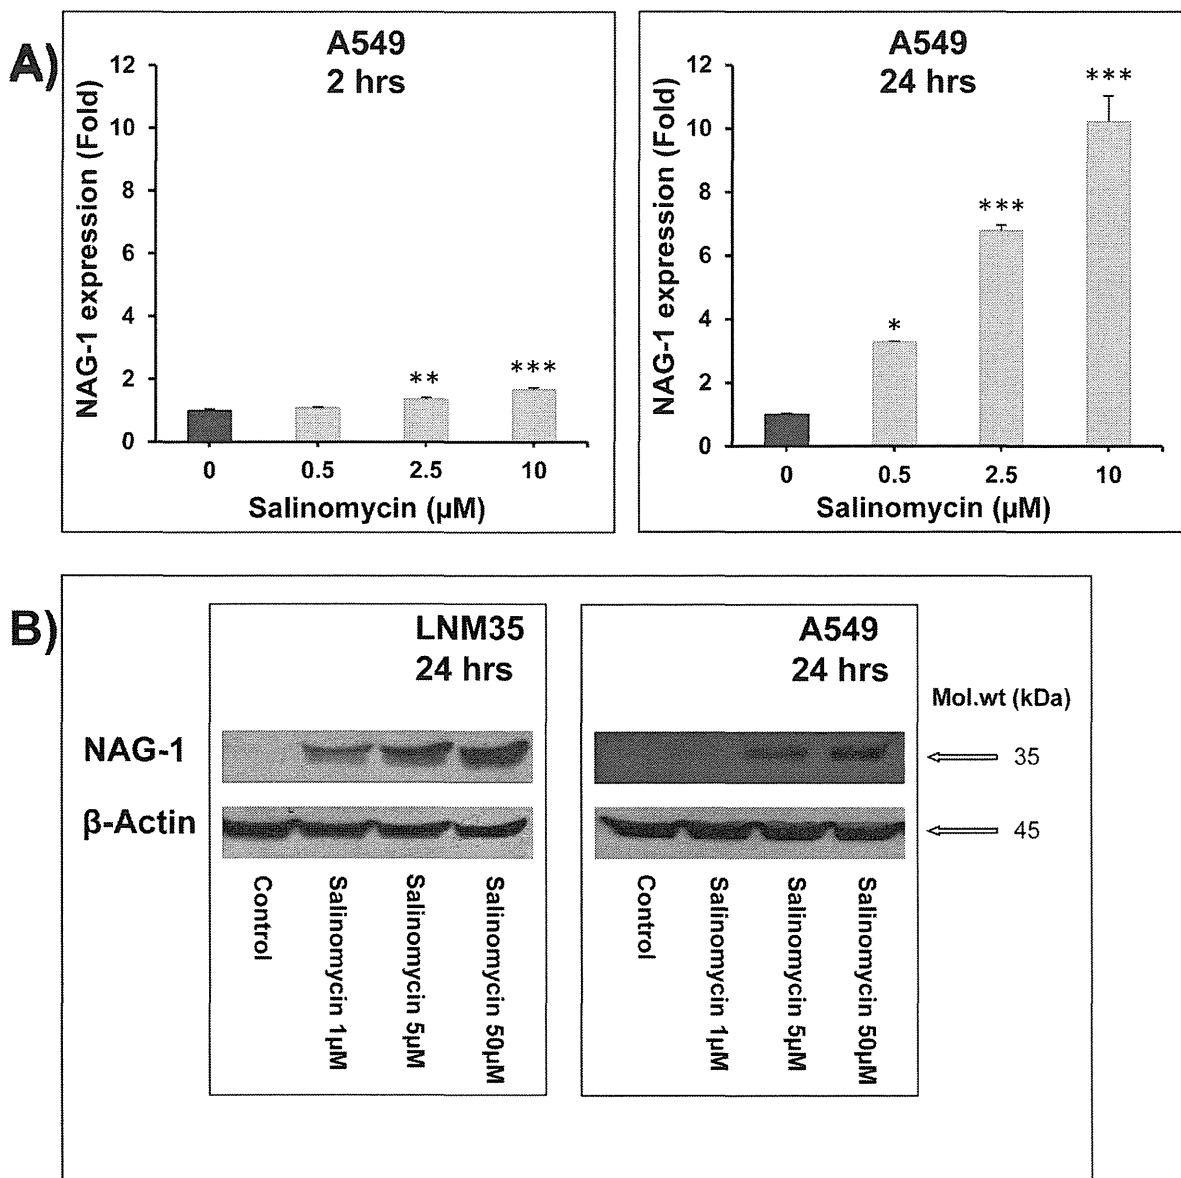 A)
A549
2 hrs
NAG-1 expression (Fold)
12
10
8
6
4
2
0
**
***
0 0.5 2.5 10
Salinomycin (µM)
A549
24 hrs
NAG-1 expression (Fold)
12
10
8
6
4
2
0
*
***
***
0 0.5 2.5 10
Salinomycin (µM)
B)
LNM35
24 hrs
A549
24 hrs
Mol.wt (kDa)
NAG-1
35
β-Actin
45
Control
Salinomycin 1µM
Salinomycin 5µM
Salinomycin 50µM
Control
Salinomycin 1µM
Salinomycin 5µM
Salinomycin 50µM